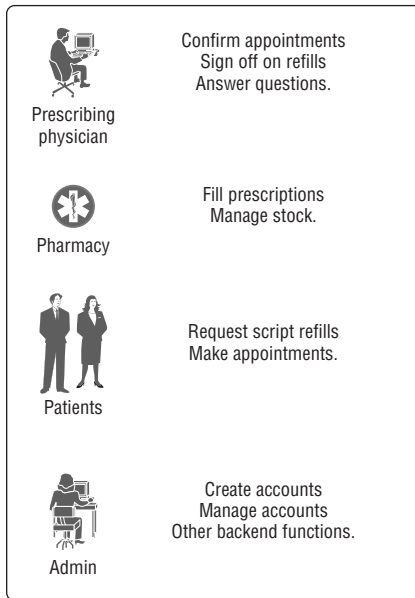 Confirm appointments
Sign off on refills
Answer questions.
Prescribing
physician
Fill prescriptions
Manage stock.
Pharmacy
Request script refills
Make appointments.
Patients
Create accounts
Manage accounts
Other backend functions.
Admin